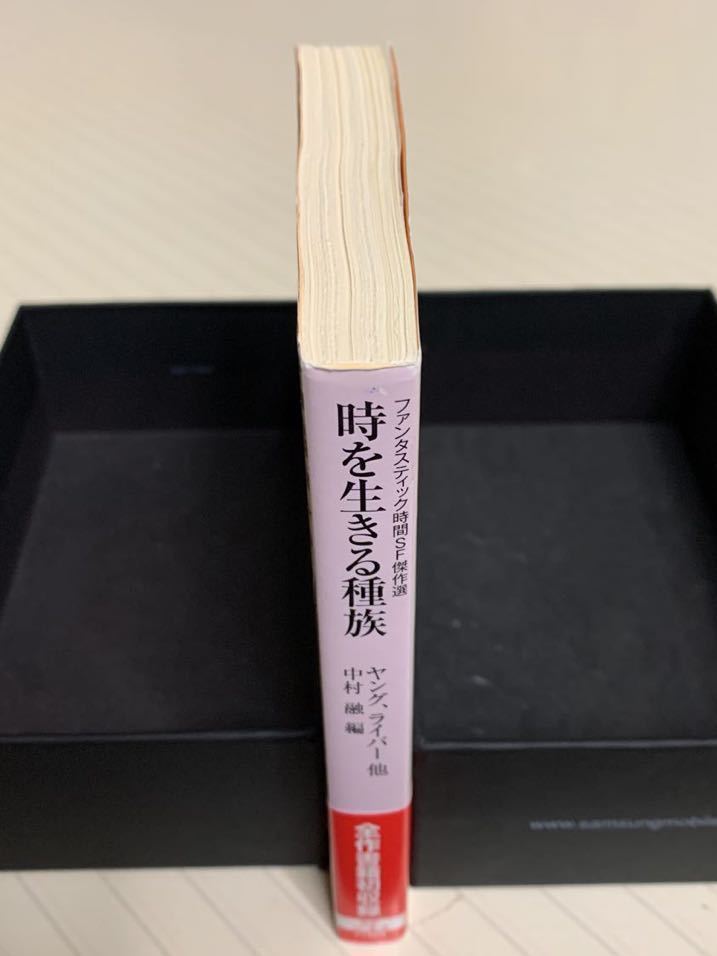 ファンタスティック時間SF傑作選
時を生きる種族
ヤング、ライバー 他
中村 融 編
全作書籍初収録
www.samsungmobile